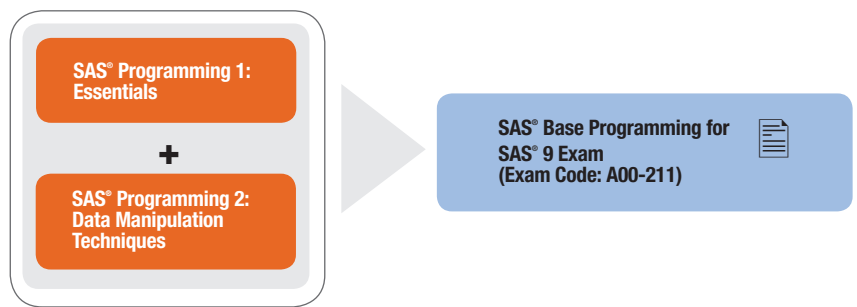 SAS® Programming 1:
Essentials
+
SAS® Programming 2:
Data Manipulation
Techniques
SAS® Base Programming for
SAS® 9 Exam
(Exam Code: A00-211)